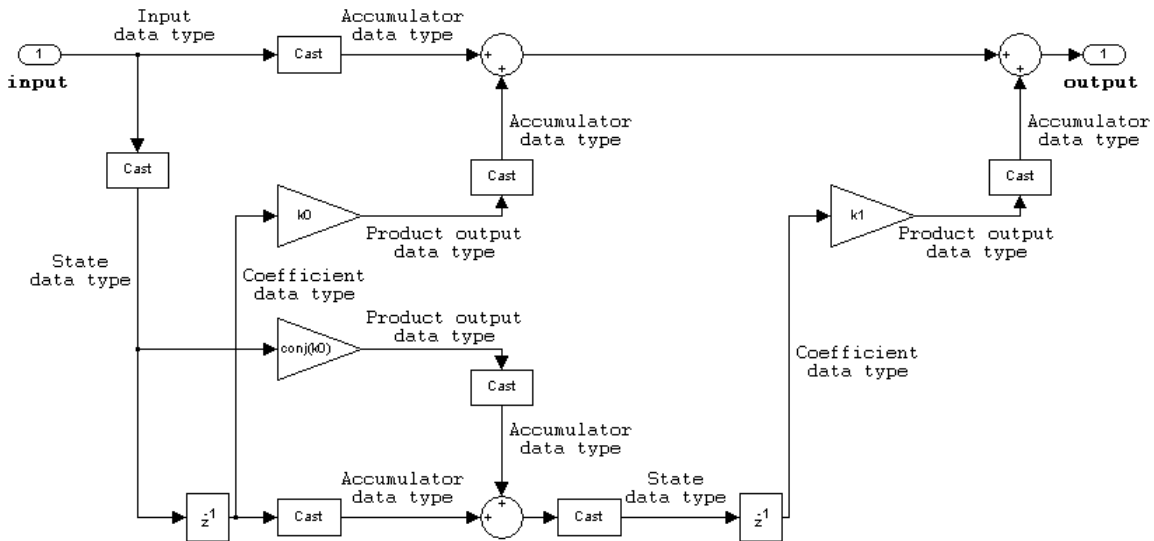 Input
data type
Accumulator
data type
1
Cast
+
+
+
+
1
input
output
Accumulator
data type
Accumulator
data type
Cast
Cast
Cast
k0
k1
Product output
data type
Product output
data type
State
data type
Coefficient
data type
Product output
data type
conj(k0)
Coefficient
data type
Cast
Accumulator
data type
Accumulator
data type
State
data type
z-1
Cast
+
+
Cast
z-1